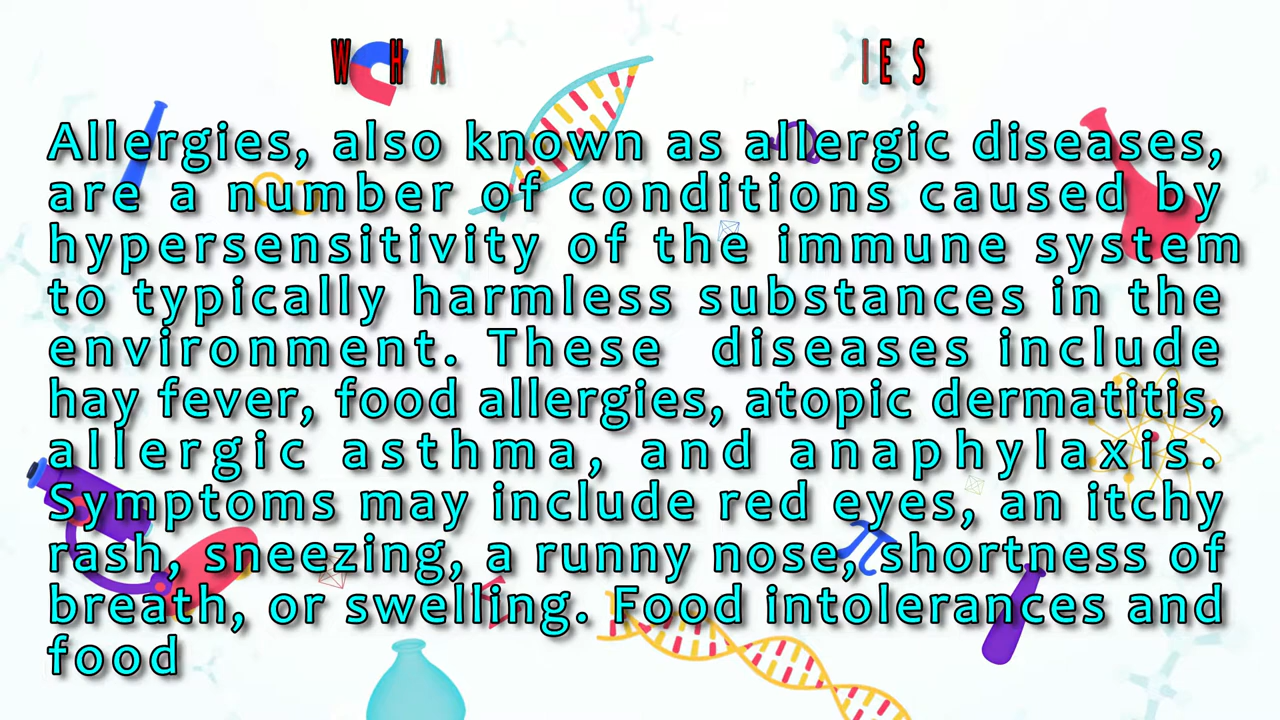 WHA IES
Allergies, also known as allergic diseases,
are a number of conditions caused by
hypersensitivity of the immune system
to typically harmless substances in the
environment. These diseases include
hay fever, food allergies, atopic dermatitis,
allergic asthma, and anaphylaxis.
Symptoms may include red eyes, an itchy
rash, sneezing, a runny nose, shortness of
breath, or swelling. Food intolerances and
food